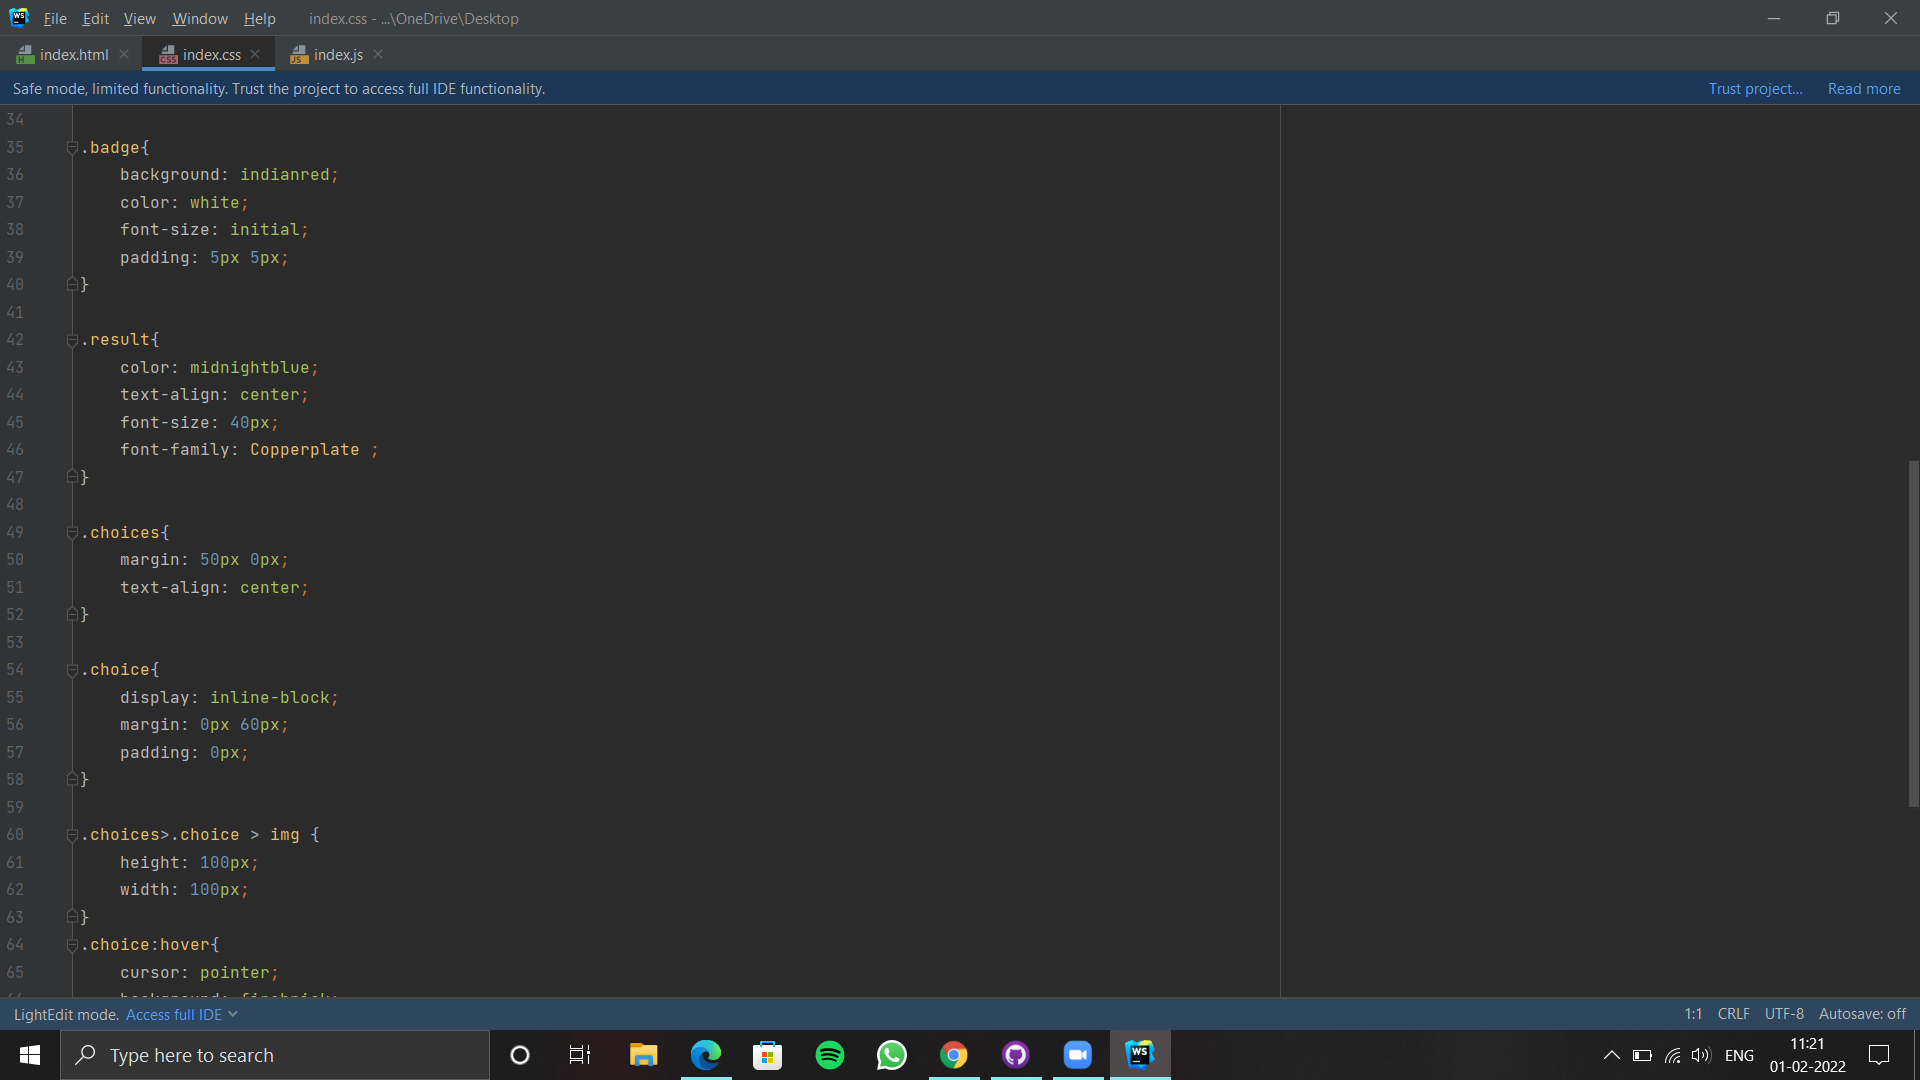 File Edit View Window Help index.css - ...\OneDrive\Desktop
index.html index.css index.js
Safe mode, limited functionality. Trust the project to access full IDE functionality. Trust project... Read more
34
35 .badge{
36 background: indianred;
37 color: white;
38 font-size: initial;
39 padding: 5px 5px;
40 }
41
42 .result{
43 color: midnightblue;
44 text-align: center;
45 font-size: 40px;
46 font-family: Copperplate ;
47 }
48
49 .choices{
50 margin: 50px 0px;
51 text-align: center;
52 }
53
54 .choice{
55 display: inline-block;
56 margin: 0px 60px;
57 padding: 0px;
58 }
59
60 .choices>.choice > img {
61 height: 100px;
62 width: 100px;
63 }
64 .choice:hover{
65 cursor: pointer;
66 background: firebrick;
LightEdit mode. Access full IDE 1:1 CRLF UTF-8 Autosave: off
Type here to search WS ENG 11:21
01-02-2022